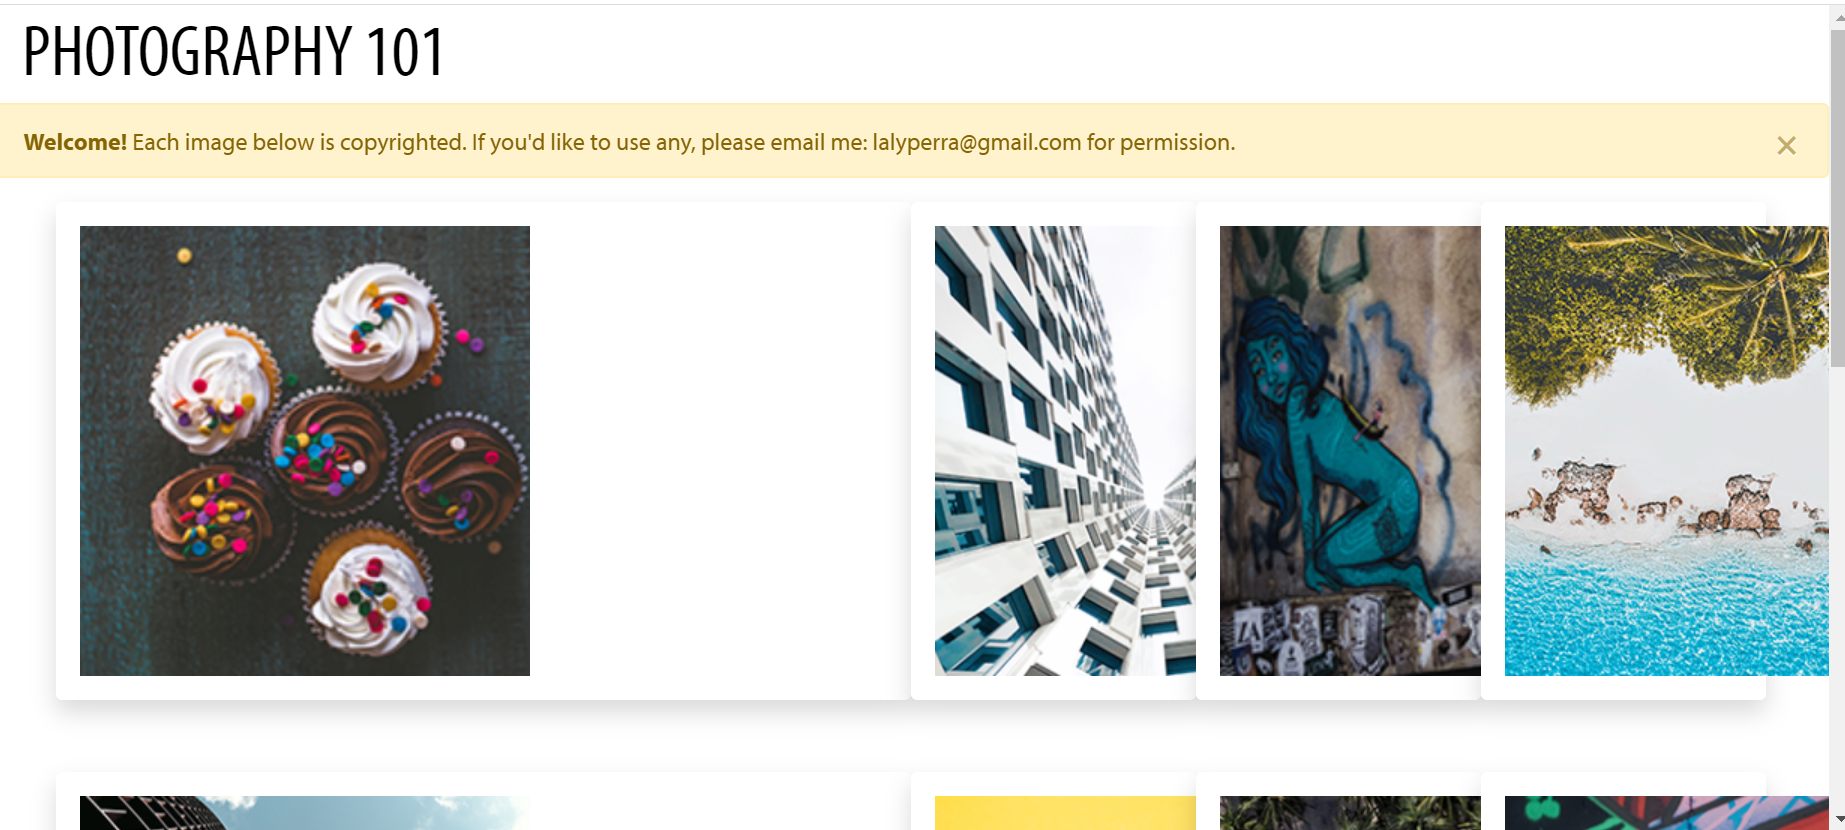 PHOTOGRAPHY 101
Welcome! Each image below is copyrighted. If you'd like to use any, please email me: lalyperra@gmail.com for permission.
×